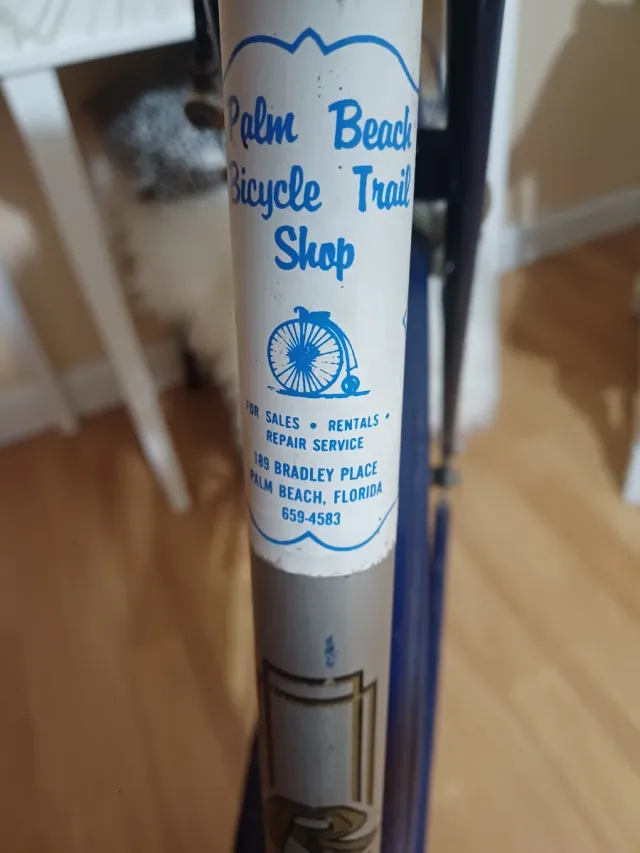 Palm Beach
Bicycle Trail
Shop
FOR SALES • RENTALS •
REPAIR SERVICE
189 BRADLEY PLACE
PALM BEACH, FLORIDA
659-4583